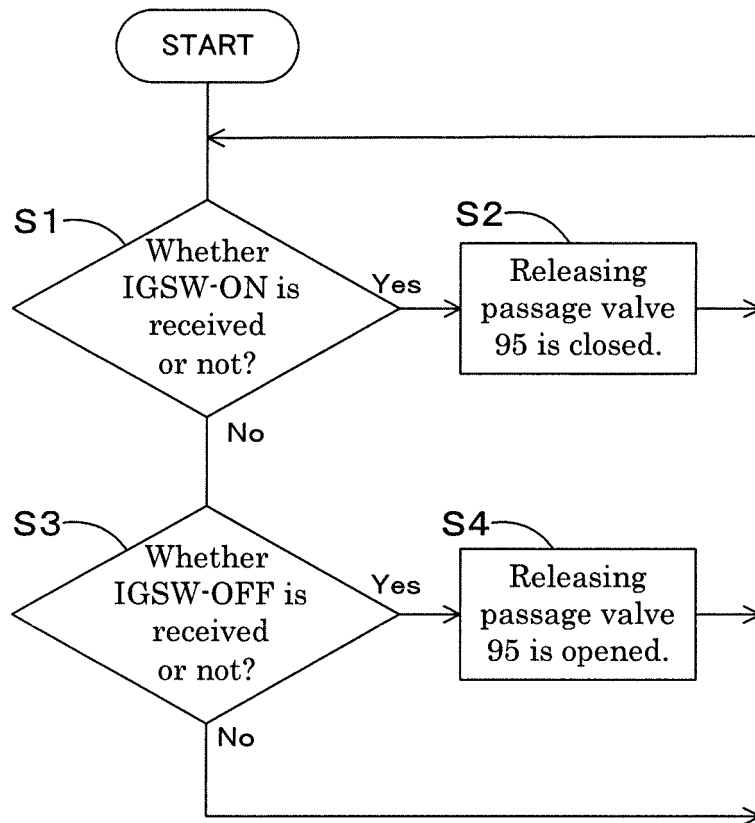 START
S1
Whether
IGSW-ON is
received
or not?
Yes
S2
Releasing
passage valve
95 is closed.
No
S3
Whether
IGSW-OFF is
received
or not?
Yes
S4
Releasing
passage valve
95 is opened.
No